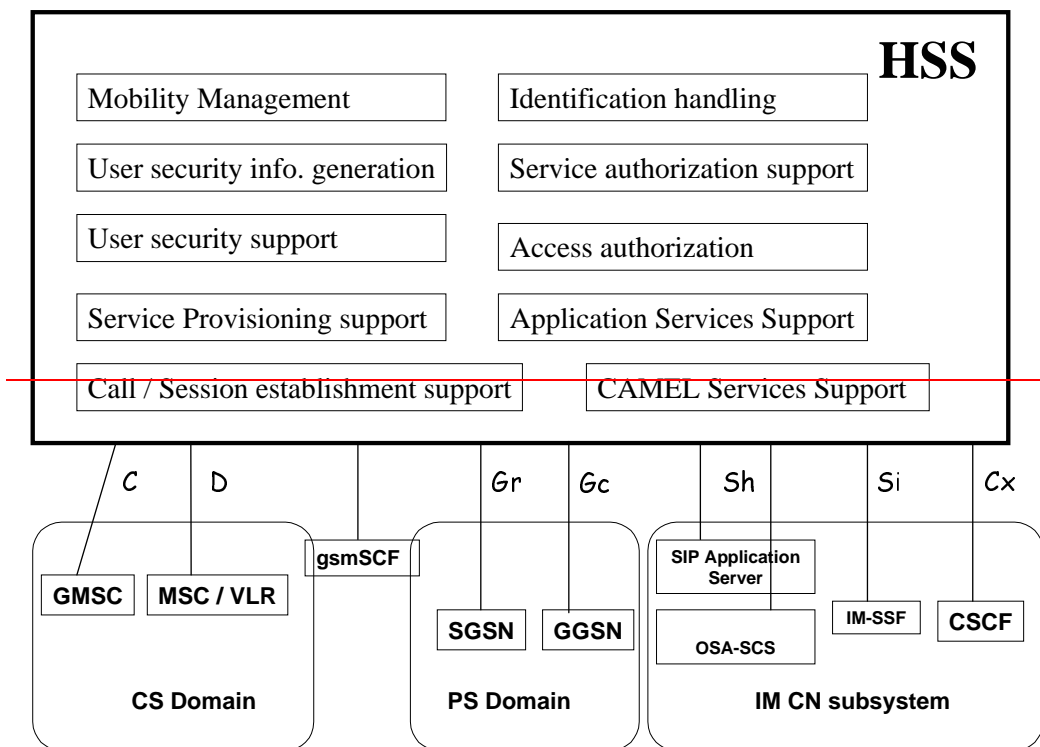 HSS
Mobility Management
Identification handling
User security info. generation
Service authorization support
User security support
Access authorization
Service Provisioning support
Application Services Support
Call / Session establishment support
CAMEL Services Support
C
D
Gr
Gc
Sh
Si
Cx
gsmSCF
SIP Application
Server
GMSC
MSC / VLR
SGSN
GGSN
OSA-SCS
IM-SSF
CSCF
CS Domain
PS Domain
IM CN subsystem